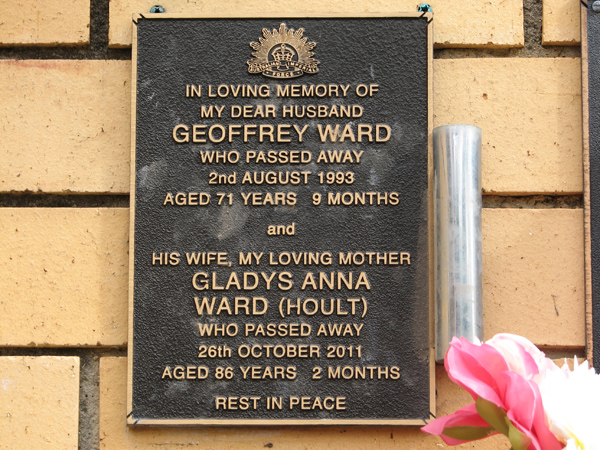 IN LOVING MEMORY OF
MY DEAR HUSBAND
GEOFFREY WARD
WHO PASSED AWAY
2nd AUGUST 1993
AGED 71 YEARS 9 MONTHS
and
HIS WIFE, MY LOVING MOTHER
GLADYS ANNA
WARD (HOULT)
WHO PASSED AWAY
26th OCTOBER 2011
AGED 86 YEARS 2 MONTHS
REST IN PEACE